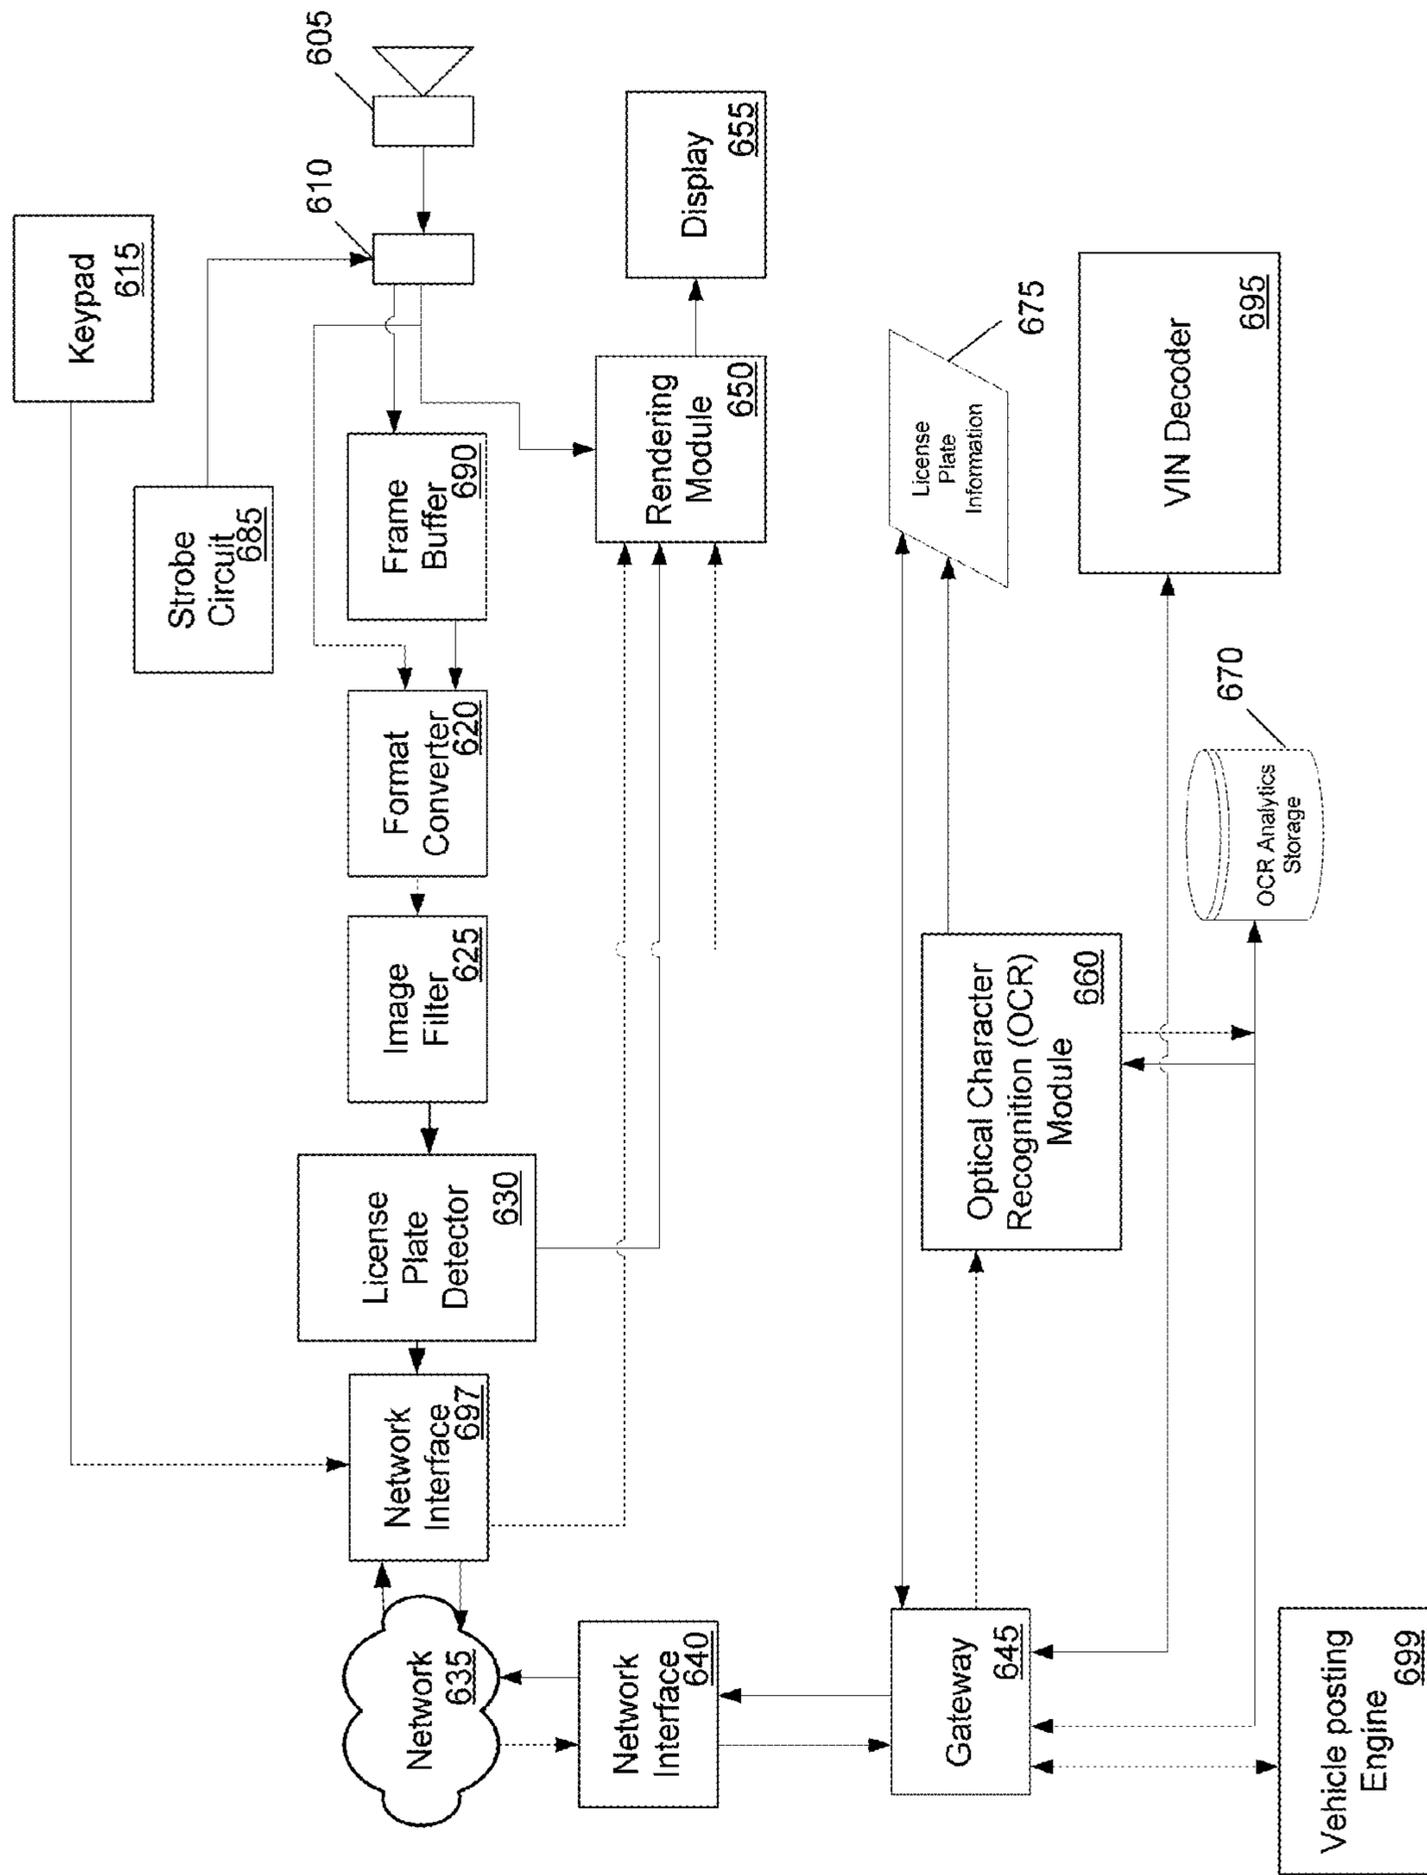 Keypad
615
Strobe
Circuit
685
610
605
Network
635
Network
Interface
697
License
Plate
Detector
630
Image
Filter
625
Format
Converter
620
Frame
Buffer
690
Network
Interface
640
Rendering
Module
650
Display
655
Gateway
645
Optical Character
Recognition (OCR)
Module
660
License
Plate
Information
675
VIN Decoder
695
OCR Analytics
Storage
670
Vehicle posting
Engine
699